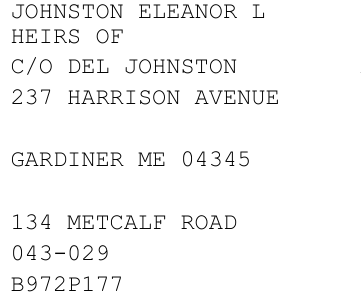 JOHNSTON ELEANOR L
HEIRS OF
C/O DEL JOHNSTON
237 HARRISON AVENUE
GARDINER ME 04345
134 METCALF ROAD
043-029
B972P177